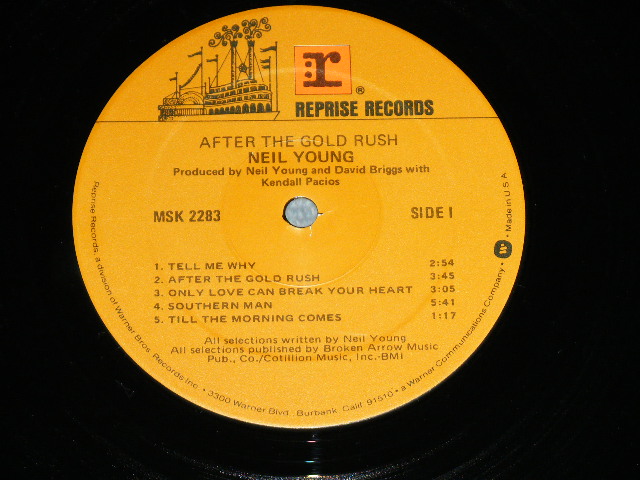 r ®
REPRISE RECORDS
AFTER THE GOLD RUSH
NEIL YOUNG
Produced by Neil Young and David Briggs with
Kendall Pacios
MSK 2283
SIDE I
1. TELL ME WHY 2:54
2. AFTER THE GOLD RUSH 3:45
3. ONLY LOVE CAN BREAK YOUR HEART 3:05
4. SOUTHERN MAN 5:41
5. TILL THE MORNING COMES 1:17
All selections written by Neil Young
All selections published by Broken Arrow Music
Pub., Co./Cotillion Music, Inc.-BMI
Reprise Records, a division of Warner Bros. Records Inc. • 3300 Warner Blvd., Burbank, Calif. 91510 • a Warner Communications Company • W • Made in U.S.A.